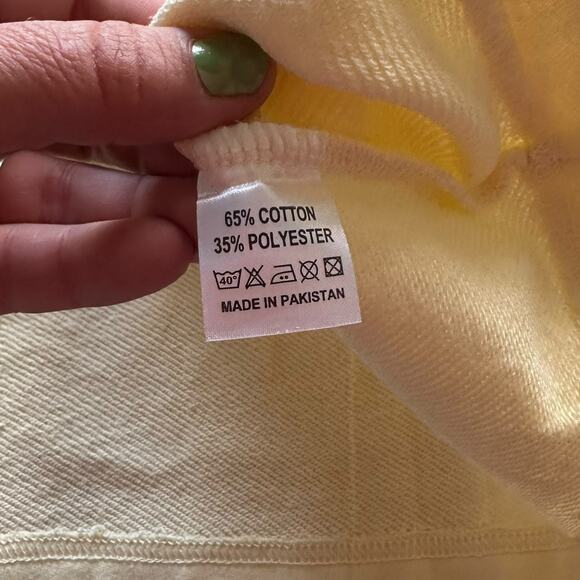 65% COTTON
35% POLYESTER
40°
MADE IN PAKISTAN